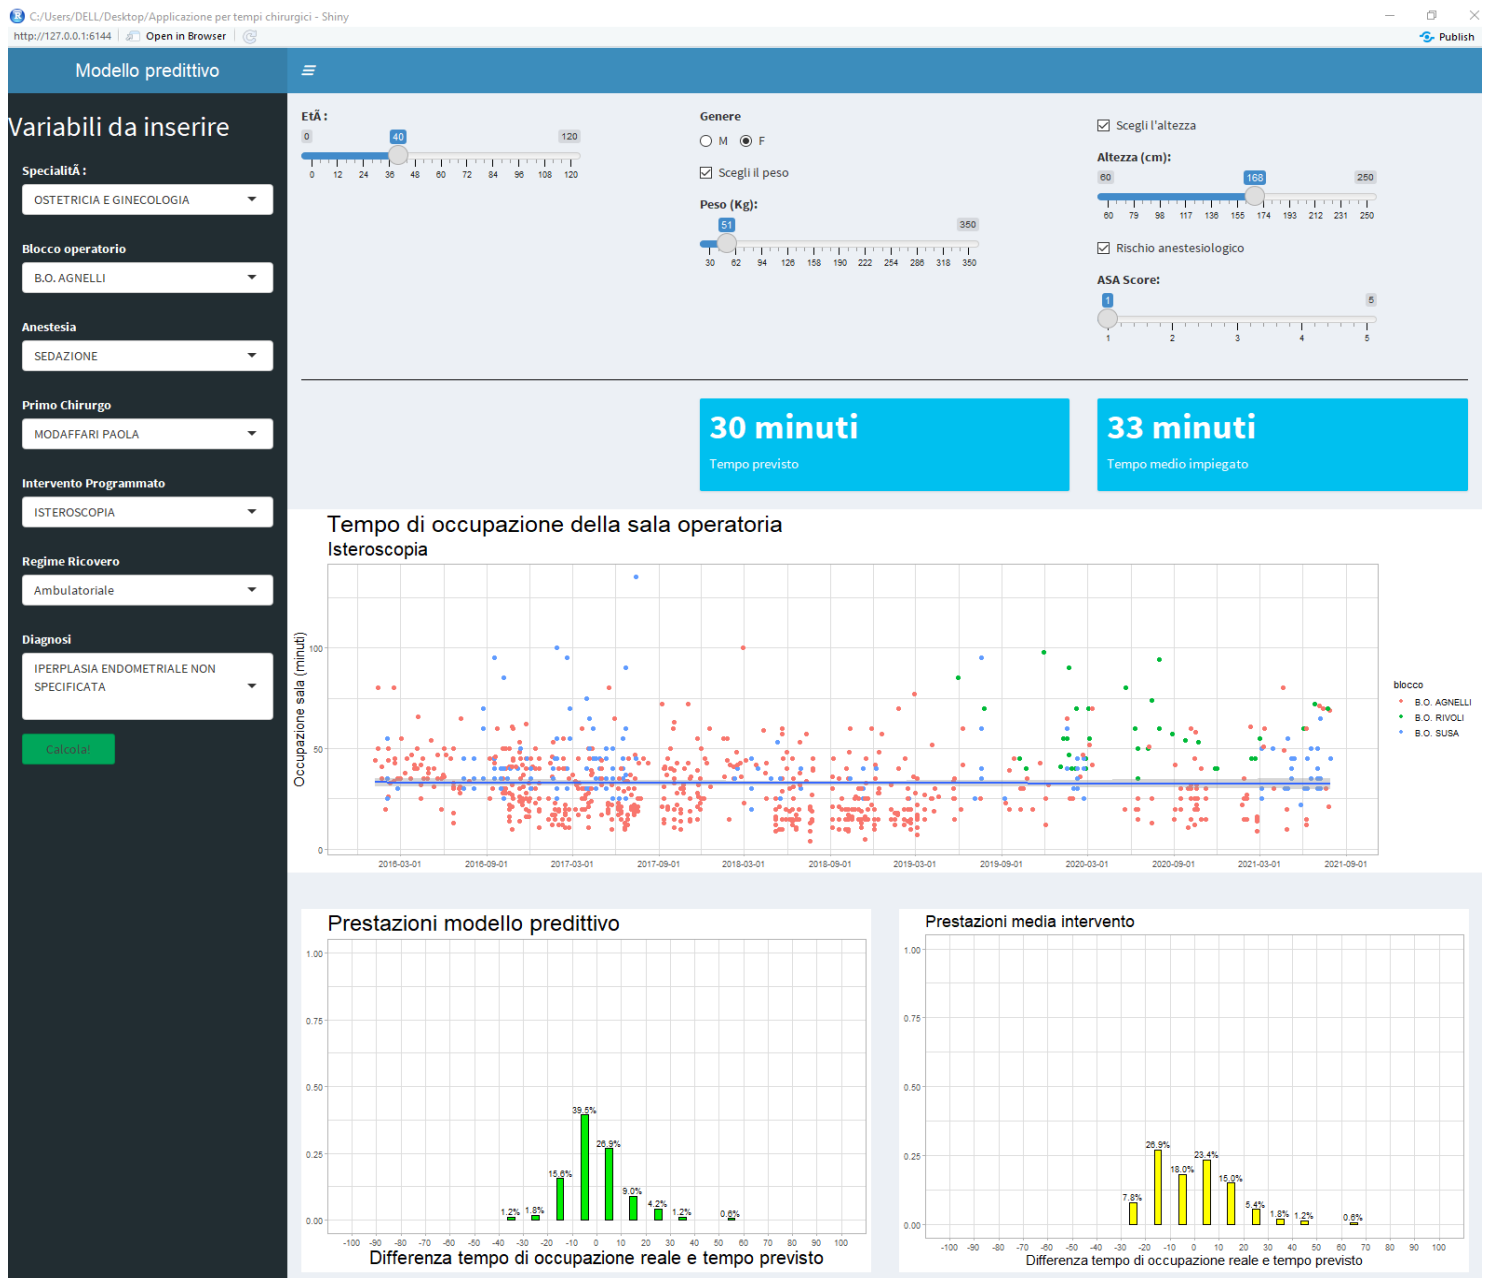 C:/Users/DELL/Desktop/Applicazione per tempi chirurgici - Shiny
http://127.0.0.1:6144 Open in Browser Publish
Modello predittivo
Variabili da inserire
SpecialitÃ :
OSTETRICIA E GINECOLOGIA
Blocco operatorio
B.O. AGNELLI
Anestesia
SEDAZIONE
Primo Chirurgo
MODAFFARI PAOLA
Intervento Programmato
ISTEROSCOPIA
Regime Ricovero
Ambulatoriale
Diagnosi
IPERPLASIA ENDOMETRIALE NON
SPECIFICATA
Calcola!
EtÃ :
0 40 120
0 12 24 36 48 60 72 84 96 108 120
Genere
M F
Scegli il peso
Peso (Kg):
51 350
30 62 94 126 158 190 222 254 286 318 350
Scegli l'altezza
Altezza (cm):
60 168 250
60 79 98 117 136 155 174 193 212 231 250
Rischio anestesiologico
ASA Score:
1 5
1 2 3 4 5
30 minuti
Tempo previsto
33 minuti
Tempo medio impiegato
Tempo di occupazione della sala operatoria
Isteroscopia
Occupazione sala (minuti)
100
50
0
2016-03-01 2016-09-01 2017-03-01 2017-09-01 2018-03-01 2018-09-01 2019-03-01 2019-09-01 2020-03-01 2020-09-01 2021-03-01 2021-09-01
blocco
B.O. AGNELLI
B.O. RIVOLI
B.O. SUSA
Prestazioni modello predittivo
1.00
0.75
0.50
0.25
0.00
1.2% 1.8% 15.6% 39.5% 26.9% 9.0% 4.2% 1.2% 0.6%
-100 -90 -80 -70 -60 -50 -40 -30 -20 -10 0 10 20 30 40 50 60 70 80 90 100
Differenza tempo di occupazione reale e tempo previsto
Prestazioni media intervento
1.00
0.75
0.50
0.25
0.00
7.8% 26.9% 18.0% 23.4% 15.0% 5.4% 1.8% 1.2% 0.6%
-100 -90 -80 -70 -60 -50 -40 -30 -20 -10 0 10 20 30 40 50 60 70 80 90 100
Differenza tempo di occupazione reale e tempo previsto